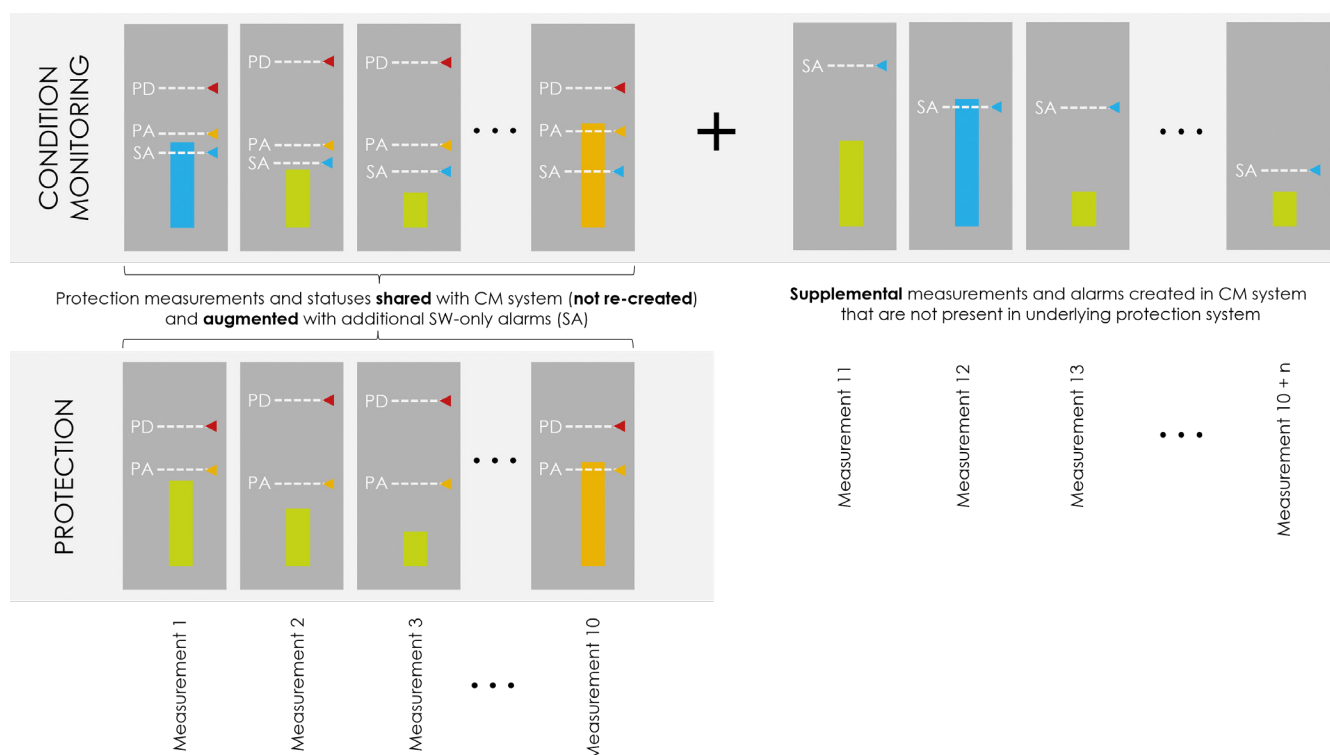 CONDITION
MONITORING
PD
PA
SA
PD
PA
SA
PD
PA
SA
...
PD
PA
SA
+
SA
SA
SA
...
SA
Protection measurements and statuses shared with CM system (not re-created)
and augmented with additional SW-only alarms (SA)
Supplemental measurements and alarms created in CM system
that are not present in underlying protection system
PROTECTION
PD
PA
PD
PA
PD
PA
...
PD
PA
Measurement 11
Measurement 12
Measurement 13
...
Measurement 10 + n
Measurement 1
Measurement 2
Measurement 3
...
Measurement 10